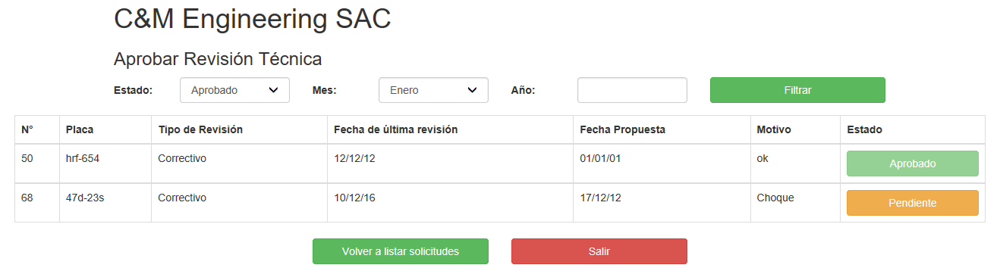 C&M Engineering SAC
Aprobar Revisión Técnica
Estado: Aprobado Mes: Enero Año: Filtrar
N° Placa Tipo de Revisión Fecha de última revisión Fecha Propuesta Motivo Estado
50 hrf-654 Correctivo 12/12/12 01/01/01 ok Aprobado
68 47d-23s Correctivo 10/12/16 17/12/12 Choque Pendiente
Volver a listar solicitudes Salir